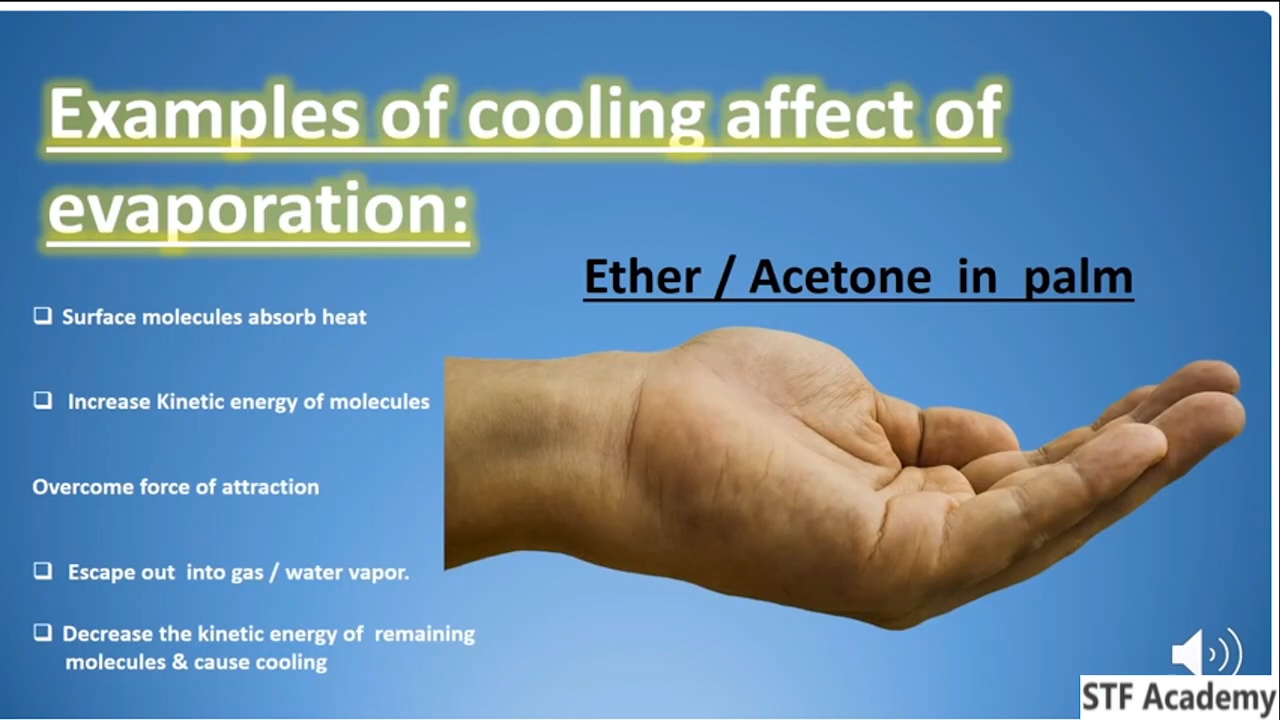 Examples of cooling affect of
evaporation:
Ether / Acetone in palm
❑ Surface molecules absorb heat
❑ Increase Kinetic energy of molecules
Overcome force of attraction
❑ Escape out into gas / water vapor.
❑ Decrease the kinetic energy of remaining
molecules & cause cooling
STF Academy